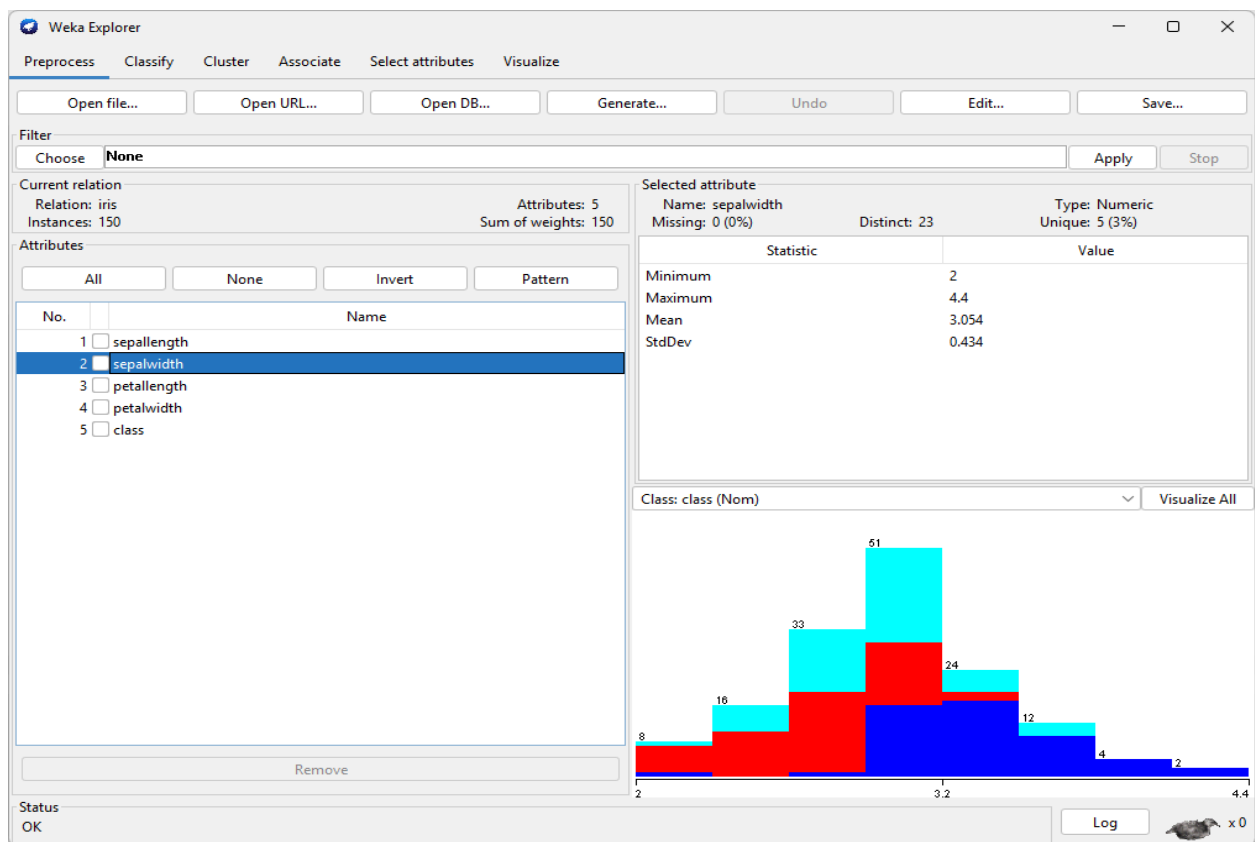 Weka Explorer
Preprocess Classify Cluster Associate Select attributes Visualize
Open file... Open URL... Open DB... Generate... Undo Edit... Save...
Filter
Choose None Apply Stop
Current relation
Relation: iris Attributes: 5
Instances: 150 Sum of weights: 150
Attributes
All None Invert Pattern
No. Name
1 sepallength
2 sepalwidth
3 petallength
4 petalwidth
5 class
Remove
Selected attribute
Name: sepalwidth Type: Numeric
Missing: 0 (0%) Distinct: 23 Unique: 5 (3%)
Statistic Value
Minimum 2
Maximum 4.4
Mean 3.054
StdDev 0.434
Class: class (Nom) Visualize All
51
33
24
16
12
8
4
2
2 3.2 4.4
Status
OK Log x 0